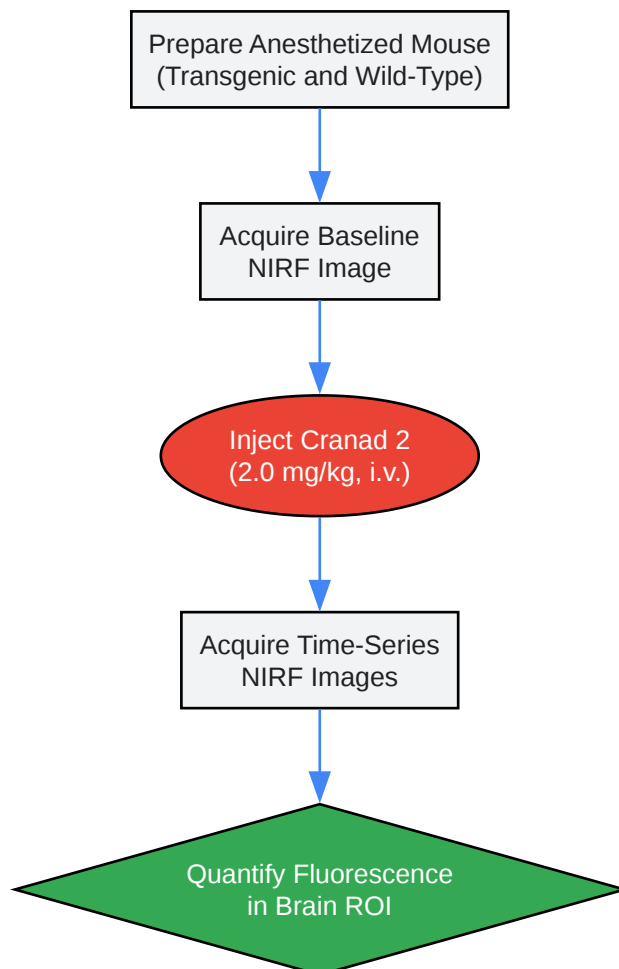 Prepare Anesthetized Mouse
(Transgenic and Wild-Type)
Acquire Baseline
NIRF Image
Inject Cranad 2
(2.0 mg/kg, i.v.)
Acquire Time-Series
NIRF Images
Quantify Fluorescence
in Brain ROI